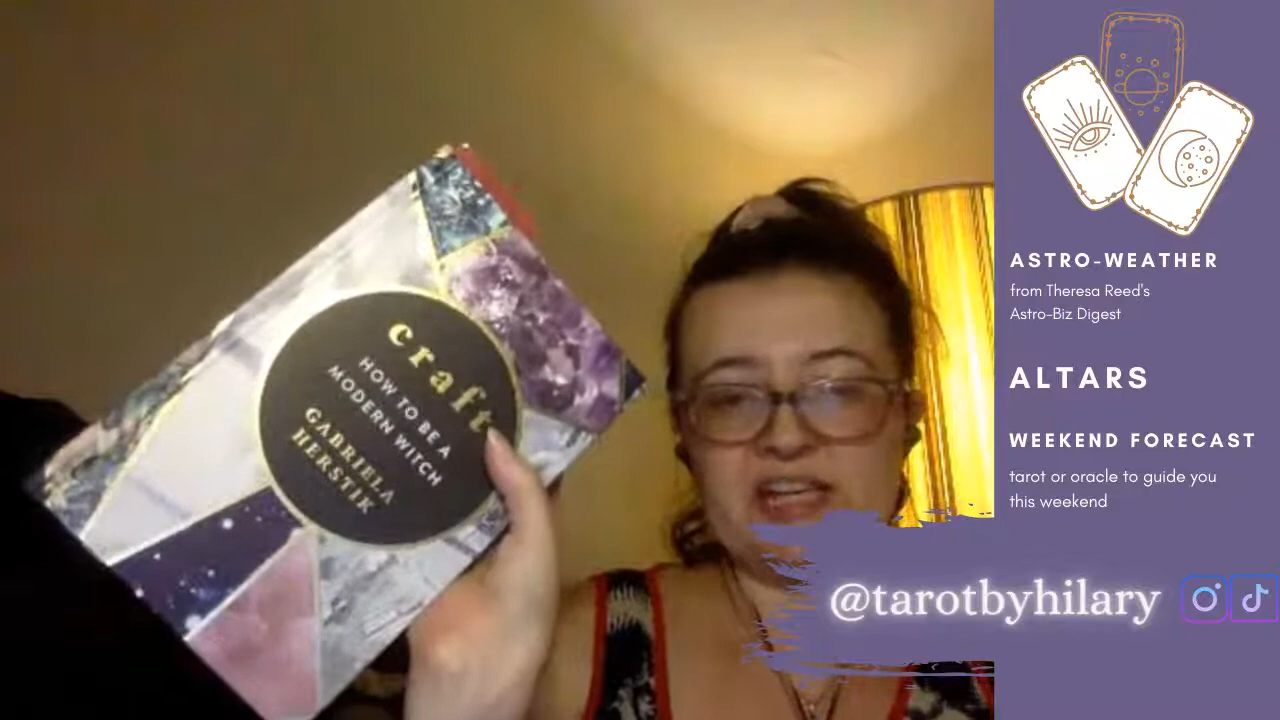 craft
HOW TO BE A
MODERN WITCH
GABRIELA
HERSTIK
ASTRO-WEATHER
from Theresa Reed's
Astro-Biz Digest
ALTARS
WEEKEND FORECAST
tarot or oracle to guide you
this weekend
@tarotbyhilary